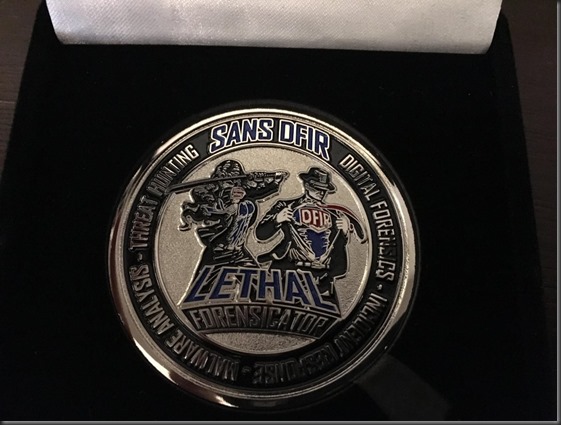 SANS DFIR
DIGITAL FORENSICS - INCIDENT RESPONSE - MALWARE ANALYSIS - THREAT HUNTING
DFIR
LETHAL
FORENSICATOR